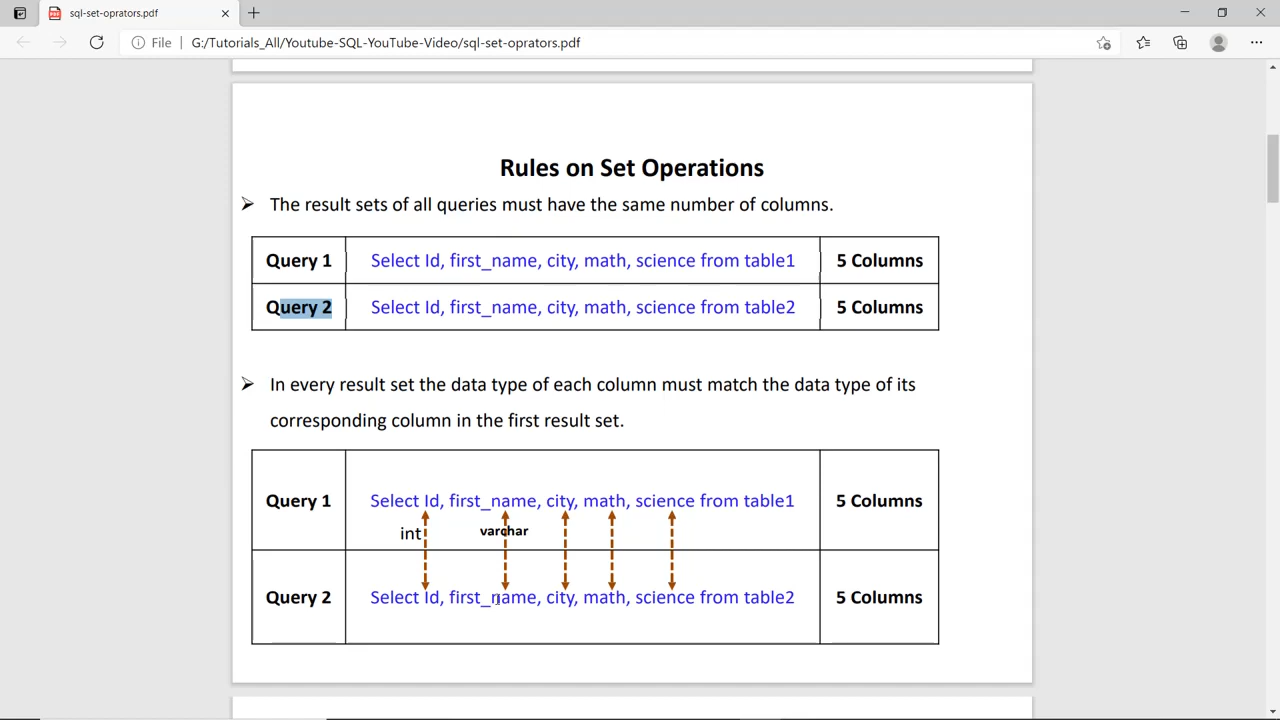 sql-set-oprators.pdf
File | G:/Tutorials_All/Youtube-SQL-YouTube-Video/sql-set-oprators.pdf
Rules on Set Operations
➢ The result sets of all queries must have the same number of columns.
Query 1 Select Id, first_name, city, math, science from table1 5 Columns
Query 2 Select Id, first_name, city, math, science from table2 5 Columns
➢ In every result set the data type of each column must match the data type of its
corresponding column in the first result set.
Query 1 Select Id, first_name, city, math, science from table1 5 Columns
int varchar
Query 2 Select Id, first_name, city, math, science from table2 5 Columns